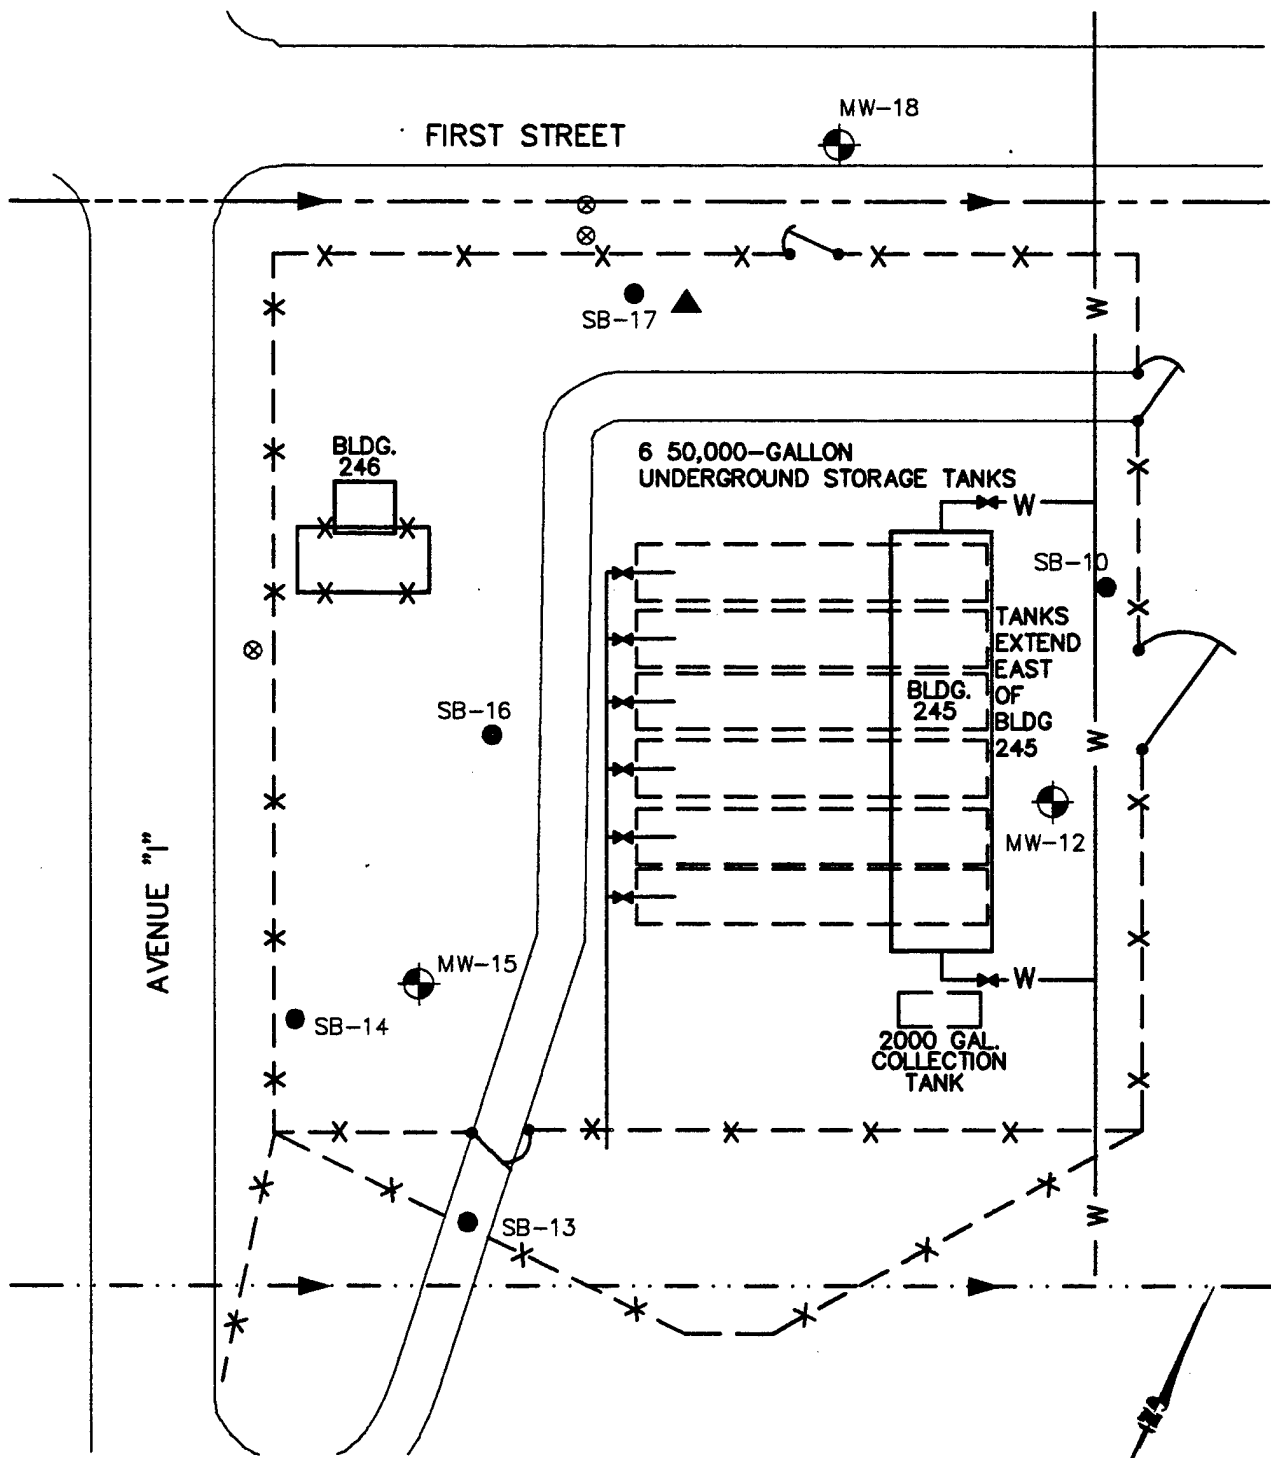 MW-18
FIRST STREET
SB-17
W
BLDG.
246
6 50,000-GALLON
UNDERGROUND STORAGE TANKS
W
SB-10
TANKS
EXTEND
EAST
OF
BLDG
245
BLDG.
245
SB-16
W
MW-12
AVENUE "I"
MW-15
SB-14
W
2000 GAL.
COLLECTION
TANK
SB-13
W